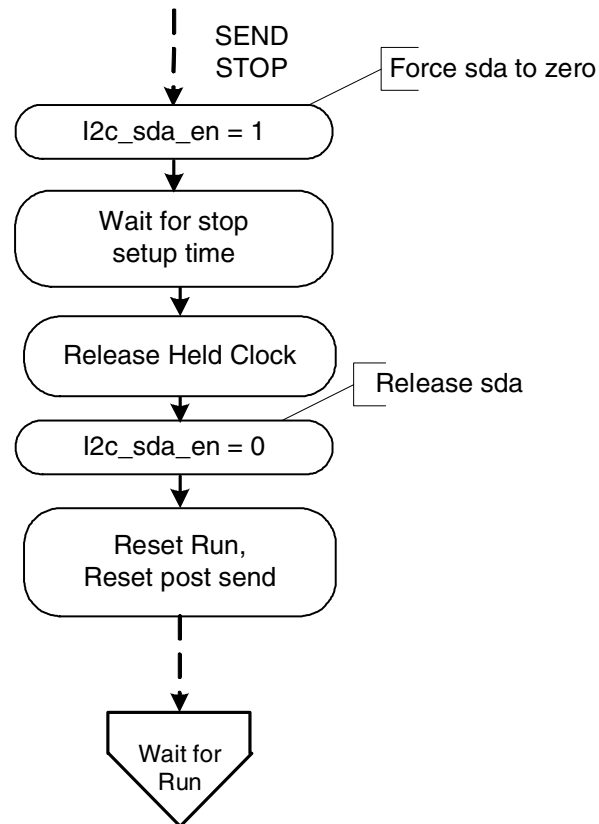 SEND
STOP
Force sda to zero
I2c_sda_en = 1
Wait for stop
setup time
Release Held Clock
Release sda
I2c_sda_en = 0
Reset Run,
Reset post send
Wait for
Run